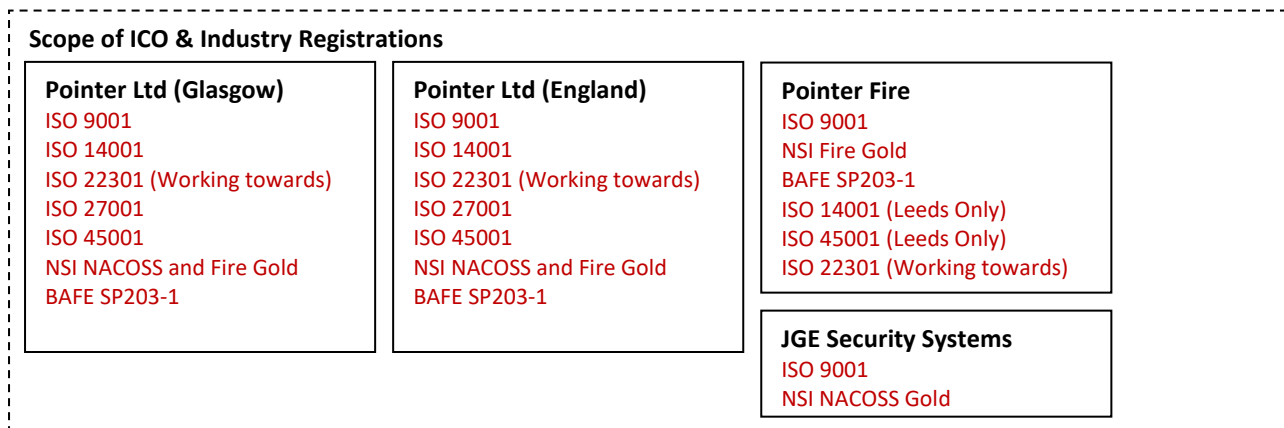 Scope of ICO & Industry Registrations
Pointer Ltd (Glasgow)
ISO 9001
ISO 14001
ISO 22301 (Working towards)
ISO 27001
ISO 45001
NSI NACOSS and Fire Gold
BAFE SP203-1
Pointer Ltd (England)
ISO 9001
ISO 14001
ISO 22301 (Working towards)
ISO 27001
ISO 45001
NSI NACOSS and Fire Gold
BAFE SP203-1
Pointer Fire
ISO 9001
NSI Fire Gold
BAFE SP203-1
ISO 14001 (Leeds Only)
ISO 45001 (Leeds Only)
ISO 22301 (Working towards)
JGE Security Systems
ISO 9001
NSI NACOSS Gold